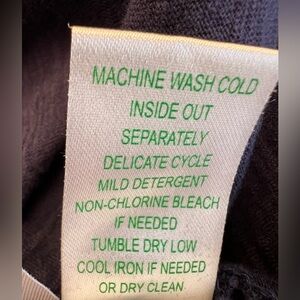 MACHINE WASH COLD
INSIDE OUT
SEPARATELY
DELICATE CYCLE
MILD DETERGENT
NON-CHLORINE BLEACH
IF NEEDED
TUMBLE DRY LOW
COOL IRON IF NEEDED
OR DRY CLEAN